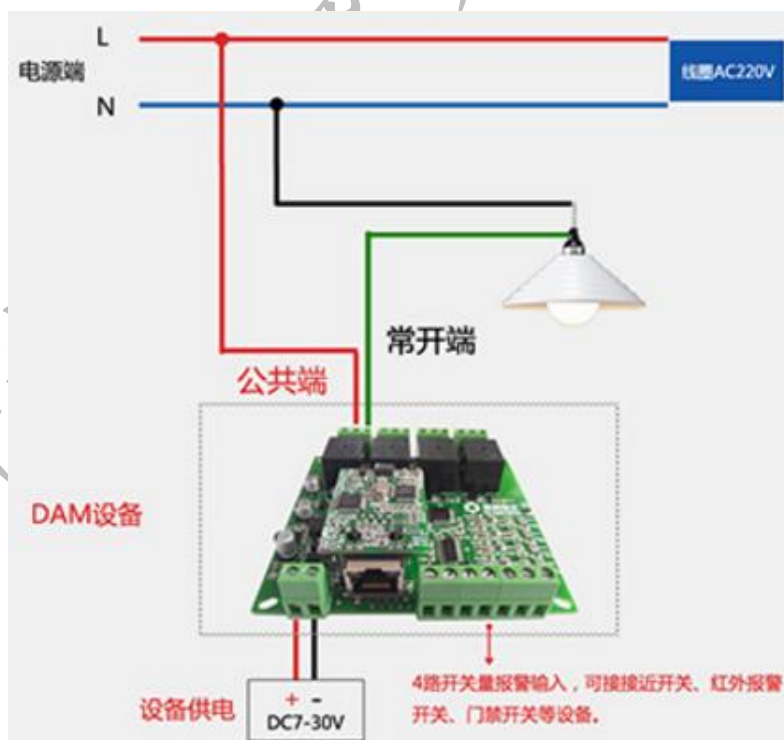 L
电源端
N
线圈AC220V
常开端
公共端
DAM设备
设备供电
+ -
DC7-30V
4路开关量报警输入，可接接近开关、红外报警
开关、门禁开关等设备。